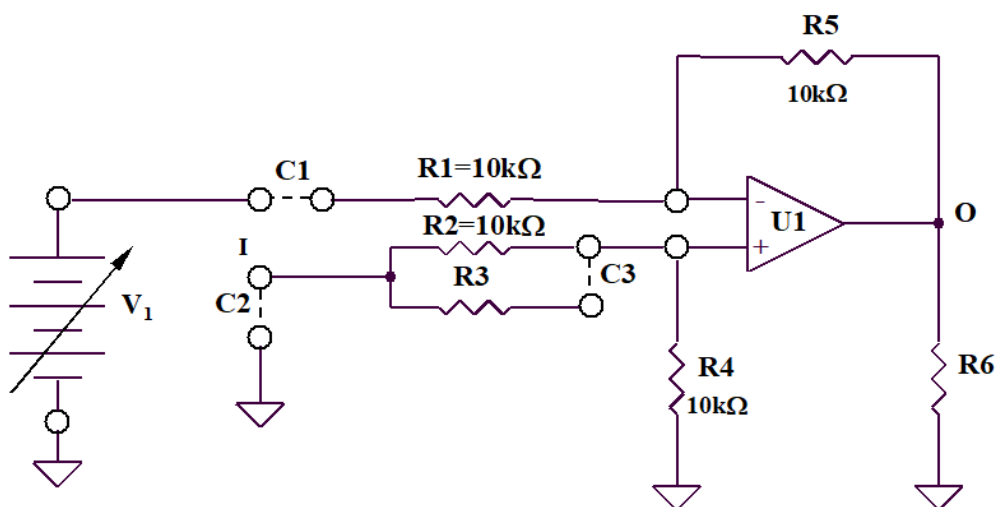 R5
10kΩ
C1
R1=10kΩ
R2=10kΩ
U1
-
+
O
I
R3
C3
C2
V1
R4
10kΩ
R6